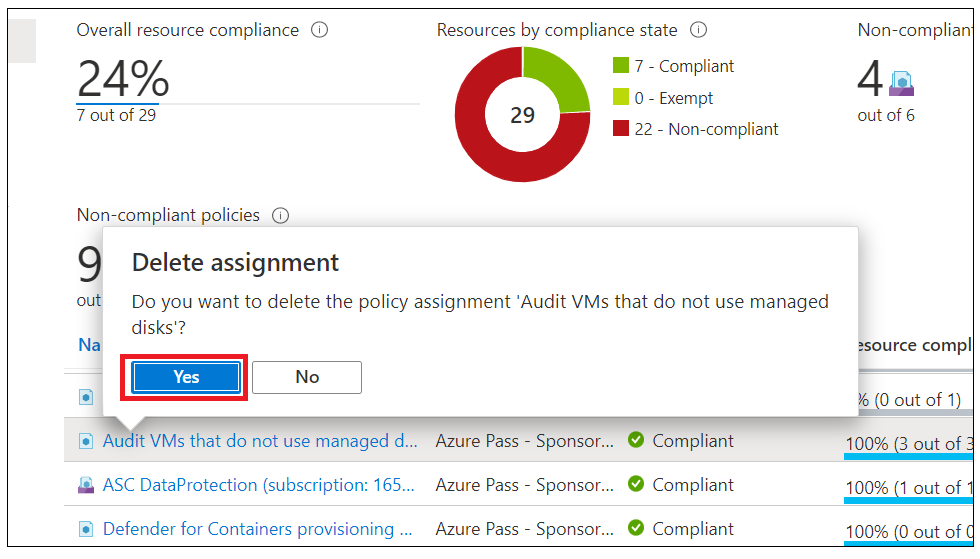 Overall resource compliance
Resources by compliance state
Non-compliant
24%
7 out of 29
29
7 - Compliant
0 - Exempt
22 - Non-compliant
4
out of 6
Non-compliant policies
9
out
Delete assignment
Do you want to delete the policy assignment 'Audit VMs that do not use managed
disks'?
Yes
No
Na
esource compl
% (0 out of 1)
Audit VMs that do not use managed d... Azure Pass - Sponsor... Compliant 100% (3 out of 3
ASC DataProtection (subscription: 165... Azure Pass - Sponsor... Compliant 100% (1 out of 1
Defender for Containers provisioning ... Azure Pass - Sponsor... Compliant 100% (0 out of 0